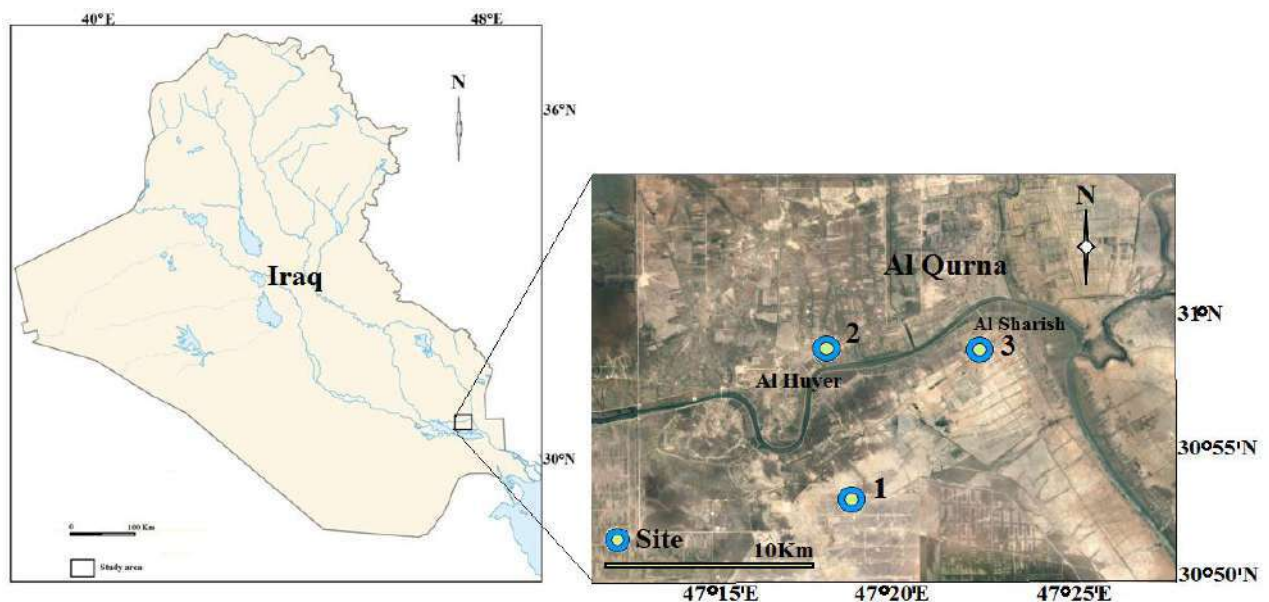 40°E
48°E
N
36°N
Iraq
30°N
0 100 Km
Study area
N
Al Qurna
31°N
Al Sharish
2
3
Al Huyer
30°55'N
1
Site
10Km
30°50'N
47°15'E
47°20'E
47°25'E